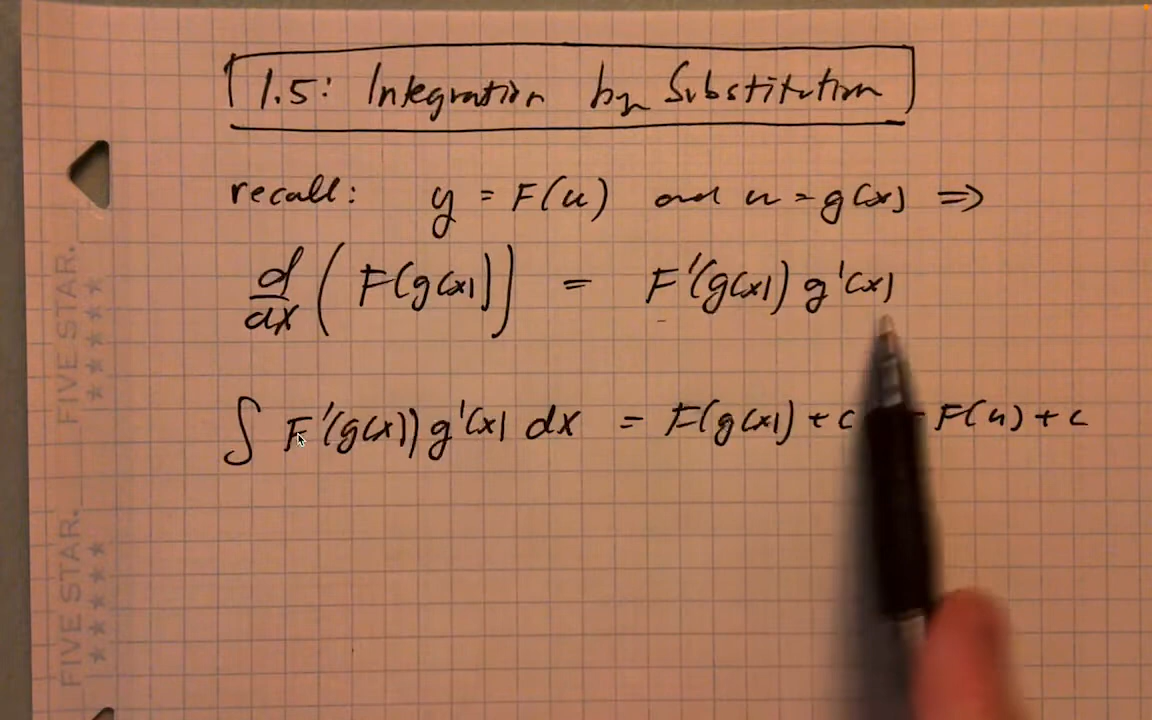 1.5: Integration by Substitution
recall: y = F(u) and u = g(x) ⇒
d/dx ( F(g(x)) ) = F'(g(x)) g'(x)
∫ F'(g(x)) g'(x) dx = F(g(x)) + c = F(u) + c
FIVE STAR.
FIVE STAR.